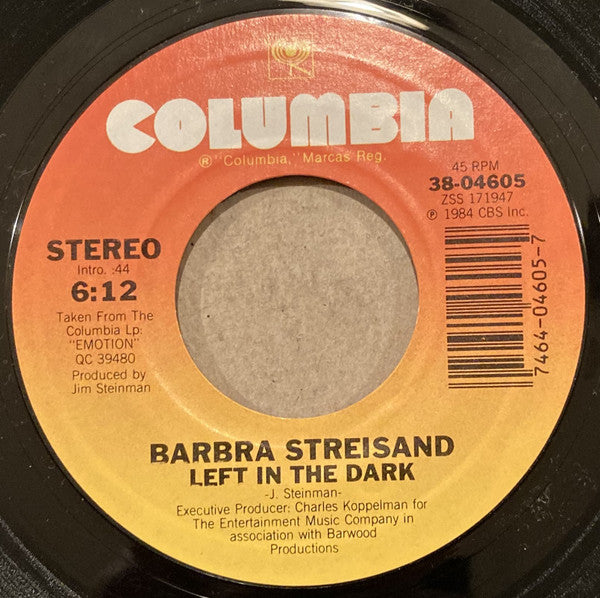 COLUMBIA
® "Columbia," Marcas Reg.
45 RPM
38-04605
ZSS 171947
℗ 1984 CBS Inc.
7464-04605-7
STEREO
Intro. :44
6:12
Taken From The
Columbia Lp:
"EMOTION"
QC 39480
Produced by
Jim Steinman
BARBRA STREISAND
LEFT IN THE DARK
-J. Steinman-
Executive Producer: Charles Koppelman for
The Entertainment Music Company in
association with Barwood
Productions